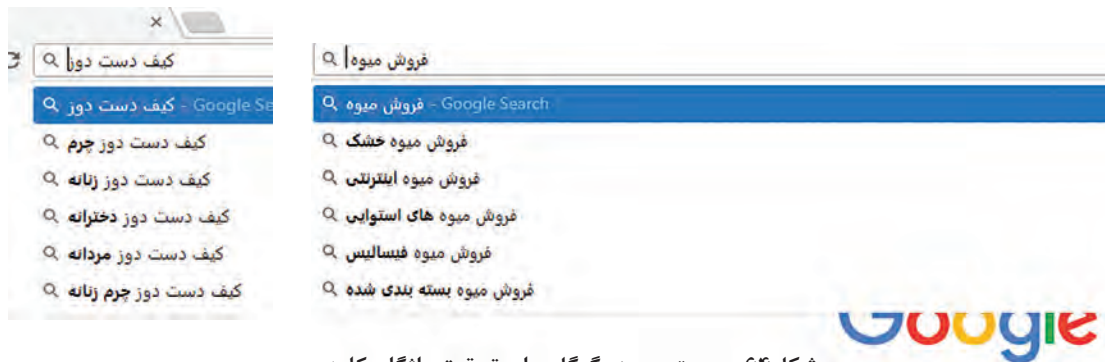 کیف دست دوز
کیف دست دوز - Google Se
کیف دست دوز چرم
کیف دست دوز زنانه
کیف دست دوز دخترانه
کیف دست دوز مردانه
کیف دست دوز چرم زنانه
فروش میوه
فروش میوه - Google Search
فروش میوه خشک
فروش میوه اینترنتی
فروش میوه های استوایی
فروش میوه فیسالیس
فروش میوه بسته بندی شده
Google